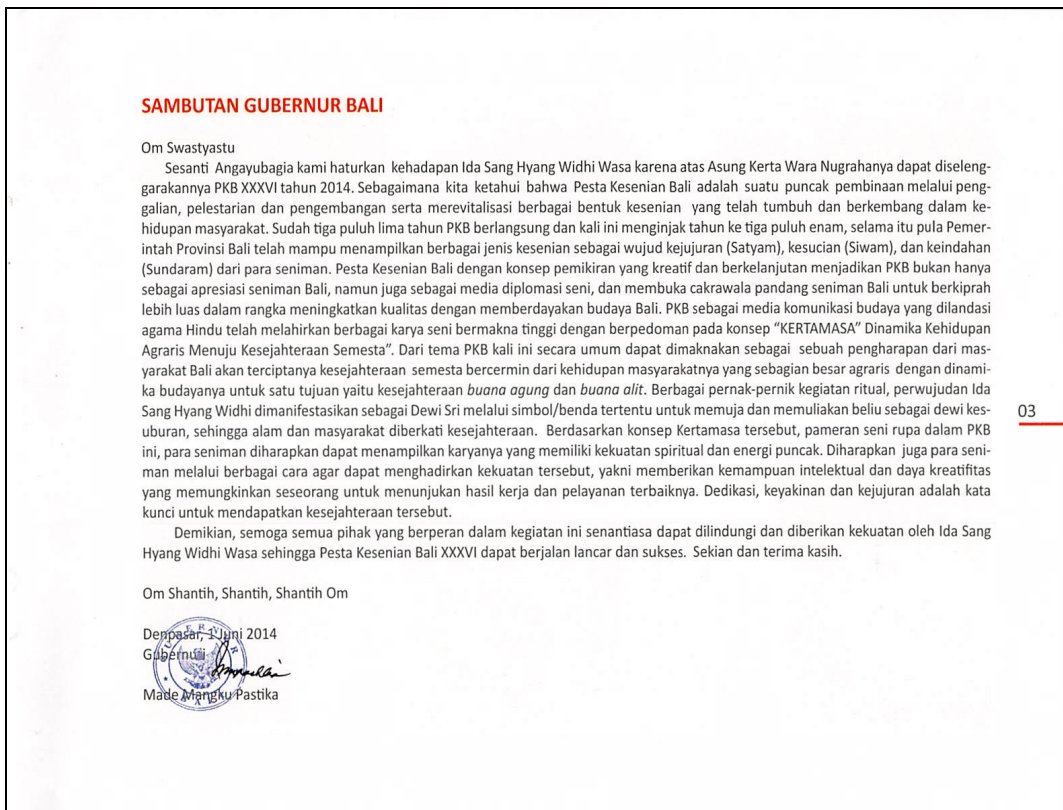 SAMBUTAN GUBERNUR BALI
Om Swastyastu
Sesanti Angayubagia kami haturkan kehadapan Ida Sang Hyang Widhi Wasa karena atas Asung Kerta Wara Nugrahanya dapat diseleng-
garakannya PKB XXXVI tahun 2014. Sebagaimana kita ketahui bahwa Pesta Kesenian Bali adalah suatu puncak pembinaan melalui peng-
galian, pelestarian dan pengembangan serta merevitalisasi berbagai bentuk kesenian yang telah tumbuh dan berkembang dalam ke-
hidupan masyarakat. Sudah tiga puluh lima tahun PKB berlangsung dan kali ini menginjak tahun ke tiga puluh enam, selama itu pula Pemer-
intah Provinsi Bali telah mampu menampilkan berbagai jenis kesenian sebagai wujud kejujuran (Satyam), kesucian (Siwam), dan keindahan
(Sundaram) dari para seniman. Pesta Kesenian Bali dengan konsep pemikiran yang kreatif dan berkelanjutan menjadikan PKB bukan hanya
sebagai apresiasi seniman Bali, namun juga sebagai media diplomasi seni, dan membuka cakrawala pandang seniman Bali untuk berkiprah
lebih luas dalam rangka meningkatkan kualitas dengan memberdayakan budaya Bali. PKB sebagai media komunikasi budaya yang dilandasi
agama Hindu telah melahirkan berbagai karya seni bermakna tinggi dengan berpedoman pada konsep “KERTAMASA” Dinamika Kehidupan
Agraris Menuju Kesejahteraan Semesta”. Dari tema PKB kali ini secara umum dapat dimaknakan sebagai sebuah pengharapan dari mas-
yarakat Bali akan terciptanya kesejahteraan semesta bercermin dari kehidupan masyarakatnya yang sebagian besar agraris dengan dinami-
ka budayanya untuk satu tujuan yaitu kesejahteraan buana agung dan buana alit. Berbagai pernak-pernik kegiatan ritual, perwujudan Ida
Sang Hyang Widhi dimanifestasikan sebagai Dewi Sri melalui simbol/benda tertentu untuk memuja dan memuliakan beliu sebagai dewi kes-
uburan, sehingga alam dan masyarakat diberkati kesejahteraan. Berdasarkan konsep Kertamasa tersebut, pameran seni rupa dalam PKB
ini, para seniman diharapkan dapat menampilkan karyanya yang memiliki kekuatan spiritual dan energi puncak. Diharapkan juga para seni-
man melalui berbagai cara agar dapat menghadirkan kekuatan tersebut, yakni memberikan kemampuan intelektual dan daya kreatifitas
yang memungkinkan seseorang untuk menunjukan hasil kerja dan pelayanan terbaiknya. Dedikasi, keyakinan dan kejujuran adalah kata
kunci untuk mendapatkan kesejahteraan tersebut.
Demikian, semoga semua pihak yang berperan dalam kegiatan ini senantiasa dapat dilindungi dan diberikan kekuatan oleh Ida Sang
Hyang Widhi Wasa sehingga Pesta Kesenian Bali XXXVI dapat berjalan lancar dan sukses. Sekian dan terima kasih.
03
Om Shantih, Shantih, Shantih Om
Denpasar, 1 Juni 2014
Made Mangku Pastika